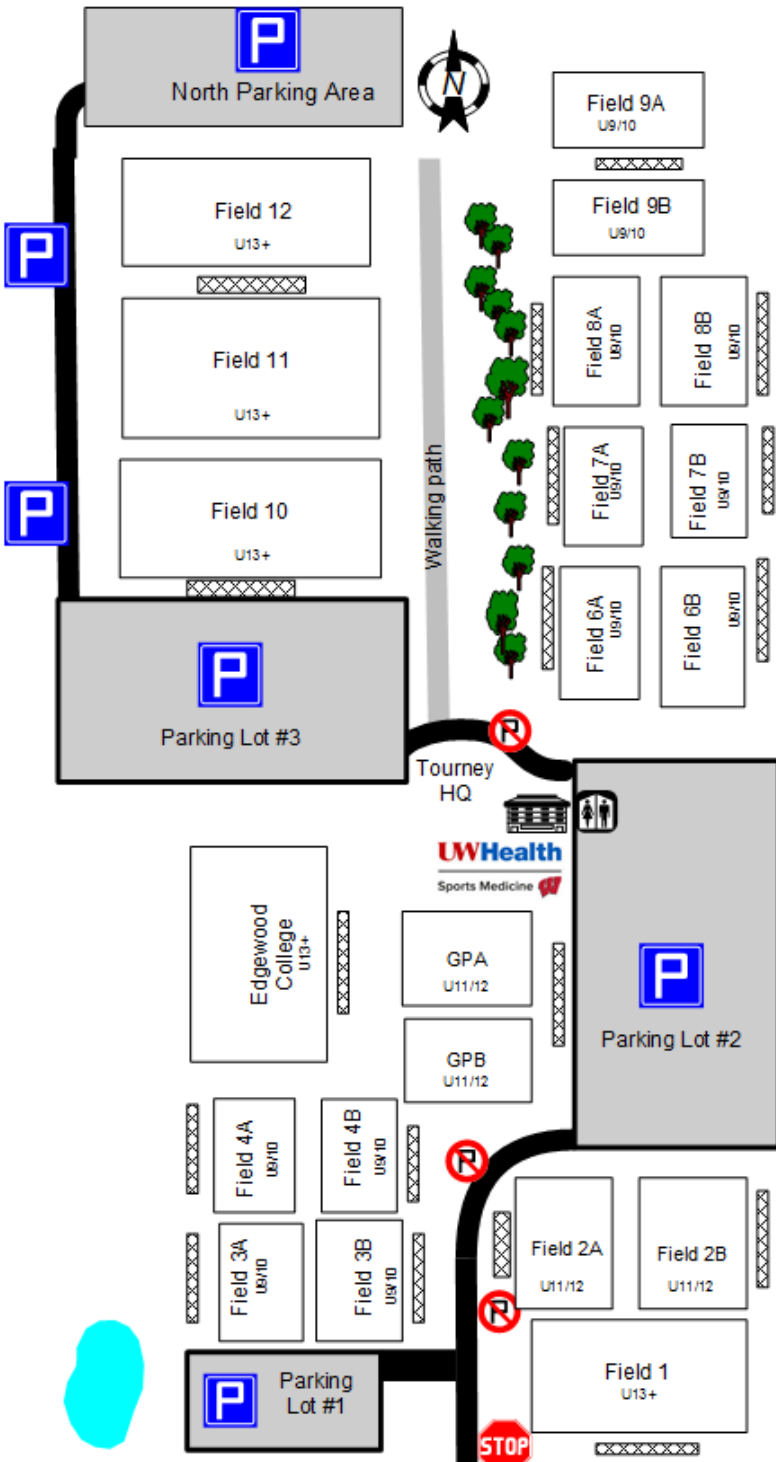 P
North Parking Area
N
Field 9A
U9/10
Field 12
U13+
Field 9B
U9/10
P
Field 11
U13+
Field 8A
U9/10
Field 8B
U9/10
Walking path
Field 7A
U9/10
Field 7B
U9/10
P
Field 10
U13+
Field 6A
U9/10
Field 6B
U9/10
P
Parking Lot #3
P
Tourney
HQ
UWHealth
Sports Medicine W
Edgewood
College
U13+
GPA
U11/12
P
Parking Lot #2
GPB
U11/12
Field 4A
U9/10
Field 4B
U9/10
P
Field 3A
U9/10
Field 3B
U9/10
Field 2A
U11/12
Field 2B
U11/12
P
P
Parking
Lot #1
Field 1
U13+
STOP